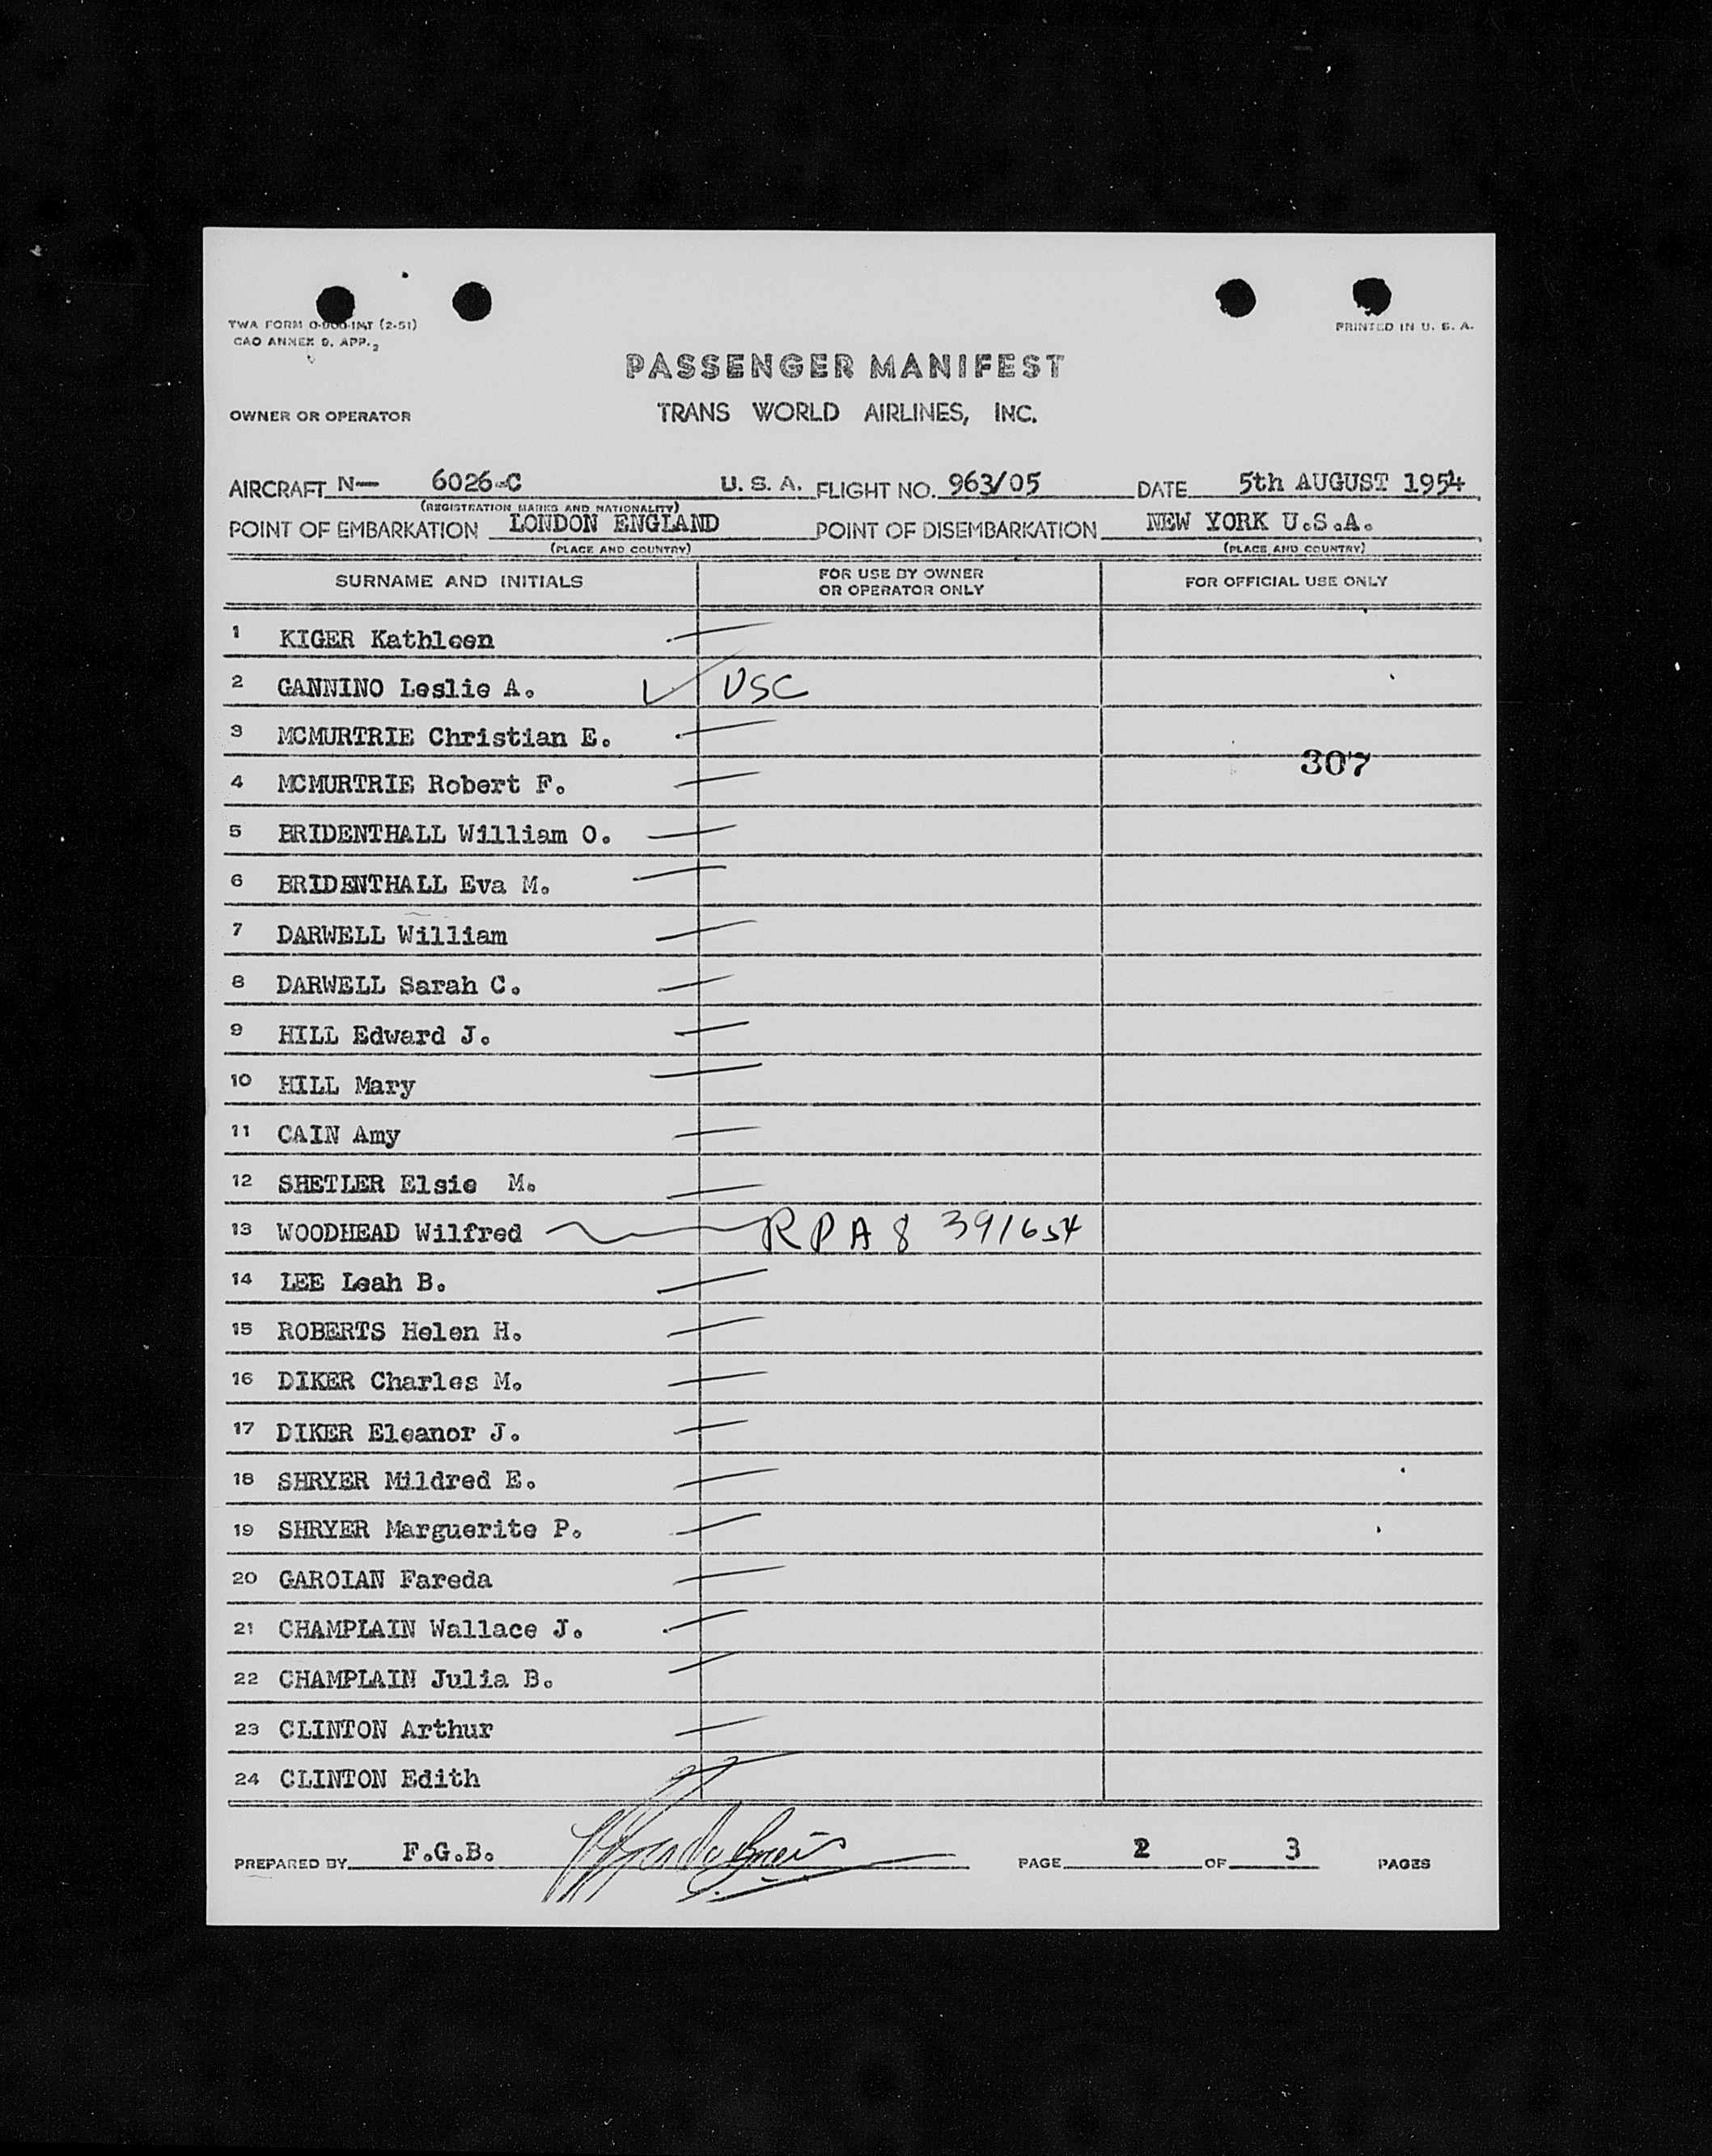 TWA FORM O-900-INT (2-51)
CAO ANNEX 9, APP. 2
PRINTED IN U. S. A.
PASSENGER MANIFEST
OWNER OR OPERATOR TRANS WORLD AIRLINES, INC.
AIRCRAFT N— 6026-C U. S. A. FLIGHT NO. 963/05 DATE 5th AUGUST 1954
(REGISTRATION MARKS AND NATIONALITY)
POINT OF EMBARKATION LONDON ENGLAND POINT OF DISEMBARKATION NEW YORK U.S.A.
(PLACE AND COUNTRY) (PLACE AND COUNTRY)
SURNAME AND INITIALS FOR USE BY OWNER OR OPERATOR ONLY FOR OFFICIAL USE ONLY
1 KIGER Kathleen
2 GANNINO Leslie A. USC
3 MCMURTRIE Christian E.
307
4 MCMURTRIE Robert F.
5 BRIDENTHALL William O.
6 BRIDENTHALL Eva M.
7 DARWELL William
8 DARWELL Sarah C.
9 HILL Edward J.
10 HILL Mary
11 CAIN Amy
12 SHETLER Elsie M.
13 WOODHEAD Wilfred RPA8 391654
14 LEE Leah B.
15 ROBERTS Helen H.
16 DIKER Charles M.
17 DIKER Eleanor J.
18 SHRYER Mildred E.
19 SHRYER Marguerite P.
20 GAROIAN Fareda
21 CHAMPLAIN Wallace J.
22 CHAMPLAIN Julia B.
23 CLINTON Arthur
24 CLINTON Edith
PREPARED BY F.G.B. PAGE 2 OF 3 PAGES